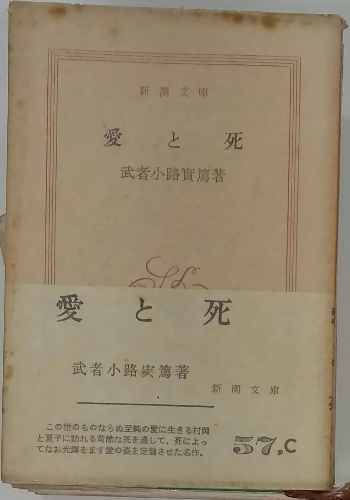 新潮文庫
愛と死
武者小路實篤著
愛と死
武者小路実篤著
新潮文庫
この世のものならぬ至純の愛に生きる村岡
と夏子に訪れる苛酷な死を通して、死によっ
てなお光輝をます愛の姿を定着させた名作。
57.C